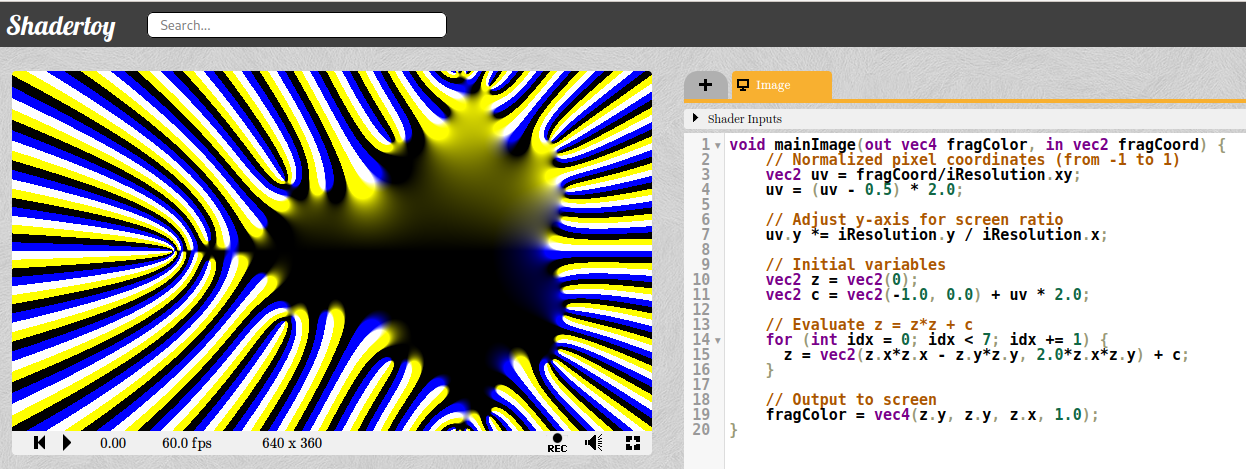 Shadertoy
Search...
+
Image
Shader Inputs
1 void mainImage(out vec4 fragColor, in vec2 fragCoord) {
2     // Normalized pixel coordinates (from -1 to 1)
3     vec2 uv = fragCoord/iResolution.xy;
4     uv = (uv - 0.5) * 2.0;
5
6     // Adjust y-axis for screen ratio
7     uv.y *= iResolution.y / iResolution.x;
8
9     // Initial variables
10     vec2 z = vec2(0);
11     vec2 c = vec2(-1.0, 0.0) + uv * 2.0;
12
13     // Evaluate z = z*z + c
14     for (int idx = 0; idx < 7; idx += 1) {
15       z = vec2(z.x*z.x - z.y*z.y, 2.0*z.x*z.y) + c;
16     }
17
18     // Output to screen
19     fragColor = vec4(z.y, z.y, z.x, 1.0);
20 }
0.00 60.0 fps 640 x 360 REC